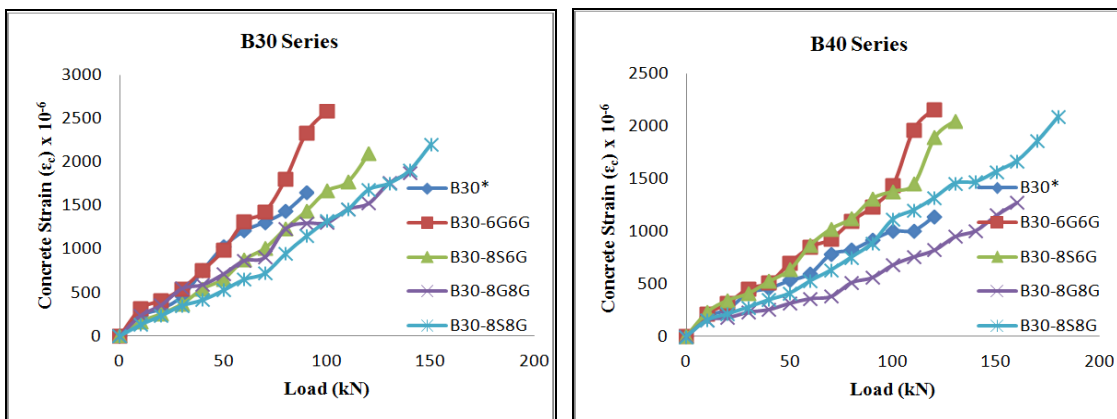 B30 Series
Concrete Strain (εc) x 10-6
3000
2500
2000
1500
1000
500
0
0
50
100
150
200
Load (kN)
B30*
B30-6G6G
B30-8S6G
B30-8G8G
B30-8S8G
B40 Series
Concrete Strain (εc) x 10-6
2500
2000
1500
1000
500
0
0
50
100
150
200
Load (kN)
B30*
B30-6G6G
B30-8S6G
B30-8G8G
B30-8S8G